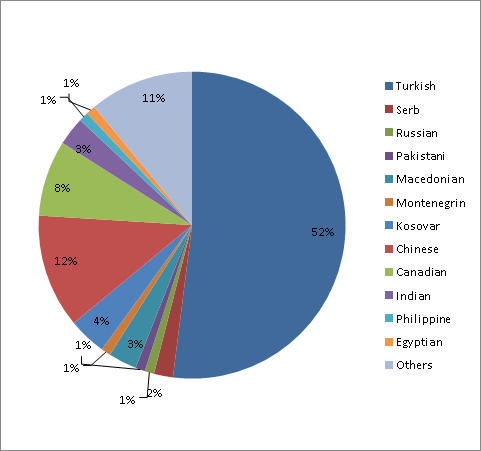 1%
1%
11%
3%
8%
52%
12%
4%
3%
1%
1%
1%
2%
Turkish
Serb
Russian
Pakistani
Macedonian
Montenegrin
Kosovar
Chinese
Canadian
Indian
Philippine
Egyptian
Others